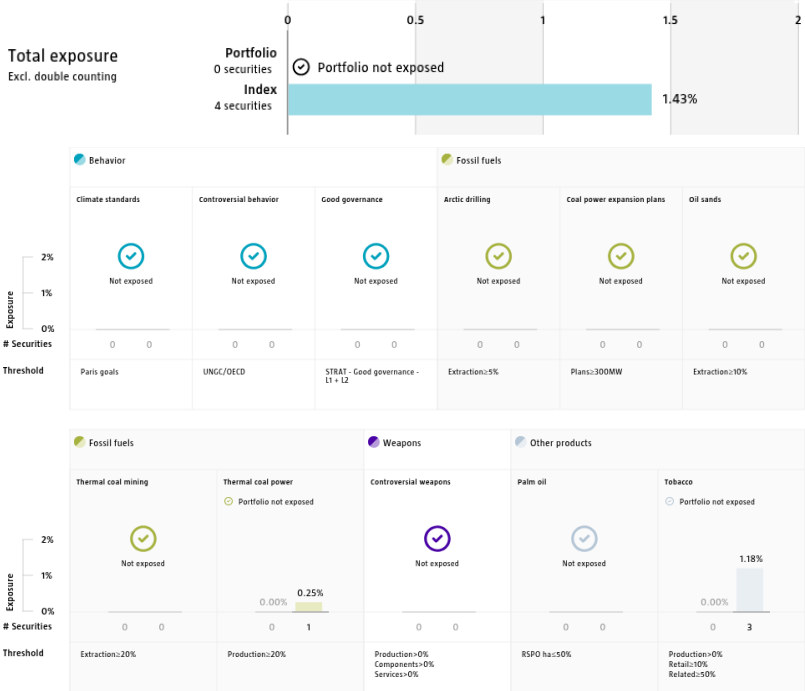 0 0.5 1 1.5 2
Total exposure
Excl. double counting
Portfolio
0 securities
Portfolio not exposed
Index
4 securities
1.43%
Behavior
Fossil fuels
Climate standards
Controversial behavior
Good governance
Arctic drilling
Coal power expansion plans
Oil sands
Exposure
2%
1%
0%
Not exposed
Not exposed
Not exposed
Not exposed
Not exposed
Not exposed
# Securities
0 0 0 0 0 0 0 0 0 0 0 0
Threshold
Paris goals
UNGC/OECD
STRAT - Good governance -
L1 + L2
Extraction≥5%
Plans≥300MW
Extraction≥10%
Fossil fuels
Weapons
Other products
Thermal coal mining
Thermal coal power
Controversial weapons
Palm oil
Tobacco
Portfolio not exposed
Portfolio not exposed
Exposure
2%
1%
0%
Not exposed
0.00%
0.25%
Not exposed
Not exposed
0.00%
1.18%
# Securities
0 0 0 1 0 0 0 0 0 3
Threshold
Extraction≥20%
Production≥20%
Production>0%
Components>0%
Services>0%
RSPO ha≤50%
Production>0%
Retail≥10%
Related≥50%